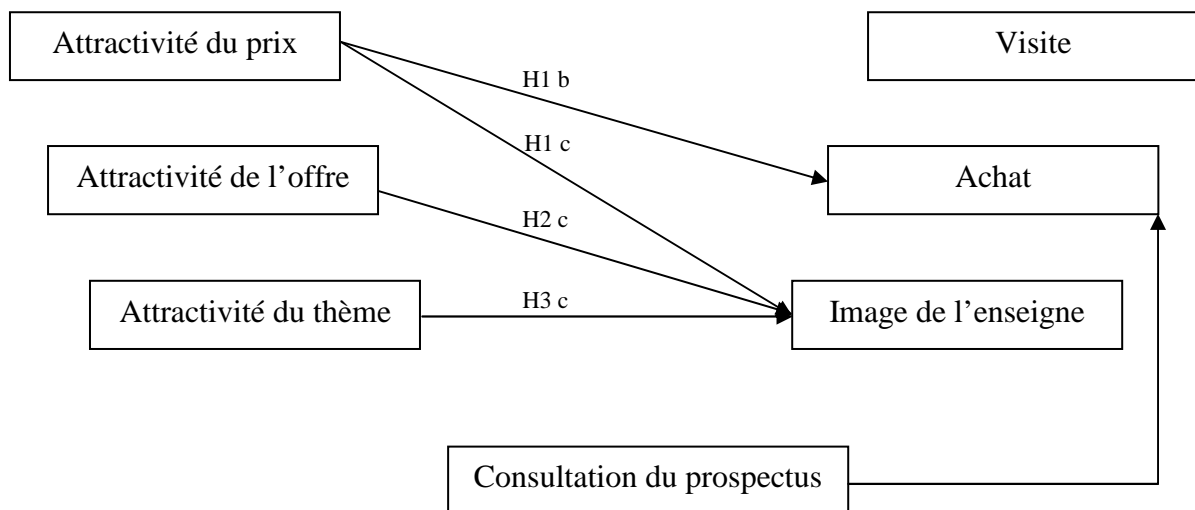 Attractivité du prix
Visite
H1 b
H1 c
Attractivité de l’offre
Achat
H2 c
Attractivité du thème
H3 c
Image de l’enseigne
Consultation du prospectus